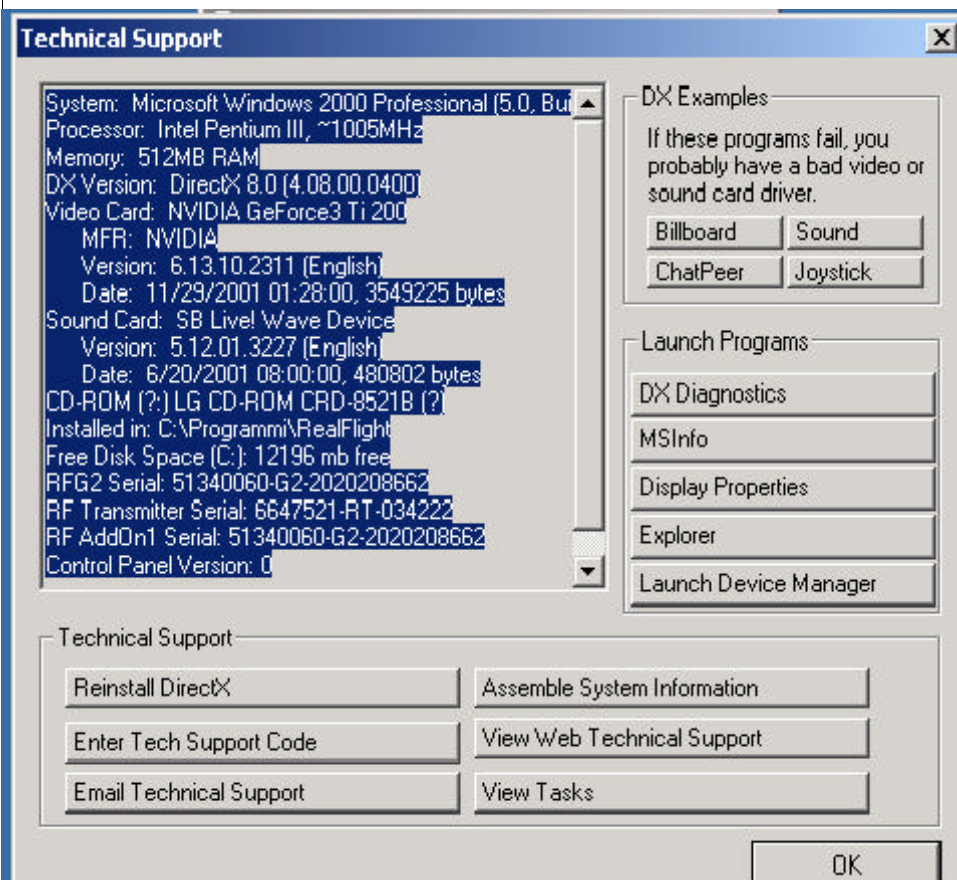 Technical Support
System: Microsoft Windows 2000 Professional (5.0, Bui
Processor: Intel Pentium III, ~1005MHz
Memory: 512MB RAM
DX Version: DirectX 8.0 (4.08.00.0400)
Video Card: NVIDIA GeForce3 Ti 200
MFR: NVIDIA
Version: 6.13.10.2311 (English)
Date: 11/29/2001 01:28:00, 3549225 bytes
Sound Card: SB Live! Wave Device
Version: 5.12.01.3227 (English)
Date: 6/20/2001 08:00:00, 480802 bytes
CD-ROM (?:) LG CD-ROM CRD-8521B (?)
Installed in: C:\Programmi\RealFlight
Free Disk Space (C:): 12196 mb free
RFG2 Serial: 51340060-G2-2020208662
RF Transmitter Serial: 6647521-RT-034222
RF AddOn1 Serial: 51340060-G2-2020208662
Control Panel Version: 0
DX Examples
If these programs fail, you
probably have a bad video or
sound card driver.
Billboard Sound
ChatPeer Joystick
Launch Programs
DX Diagnostics
MSInfo
Display Properties
Explorer
Launch Device Manager
Technical Support
Reinstall DirectX Assemble System Information
Enter Tech Support Code View Web Technical Support
Email Technical Support View Tasks
OK